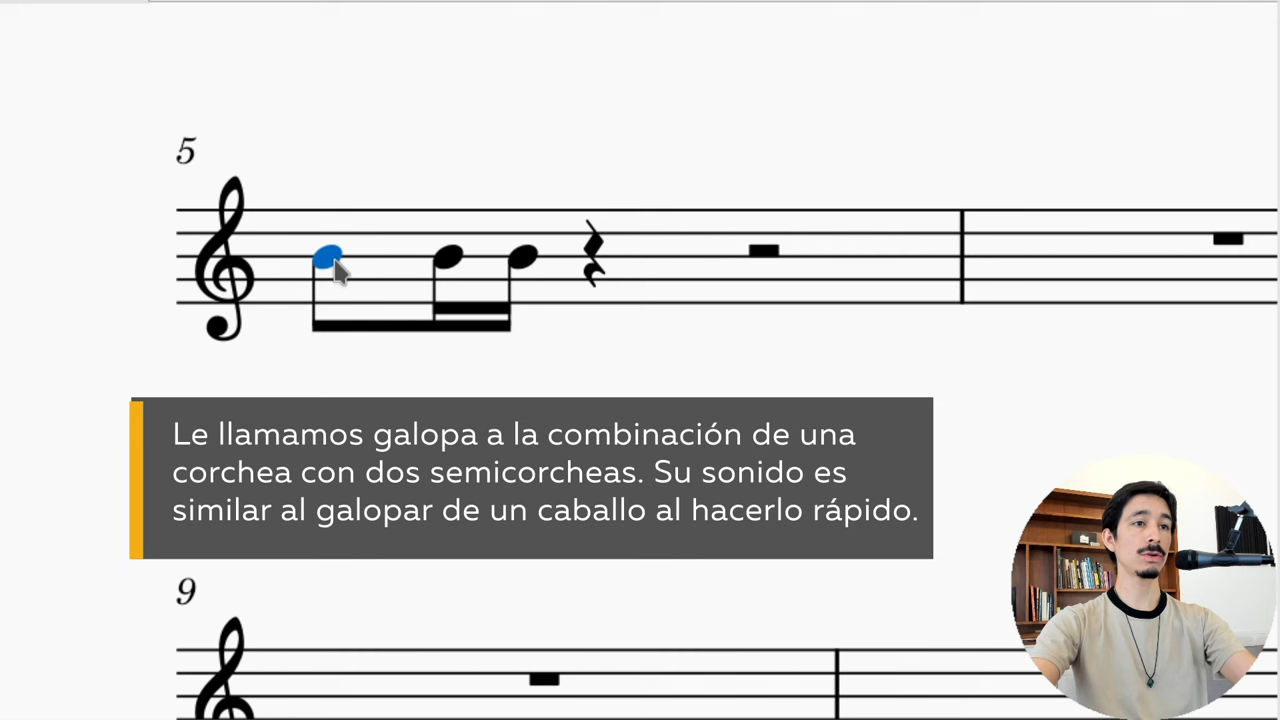 5
Le llamamos galopa a la combinación de una
corchea con dos semicorcheas. Su sonido es
similar al galopar de un caballo al hacerlo rápido.
9